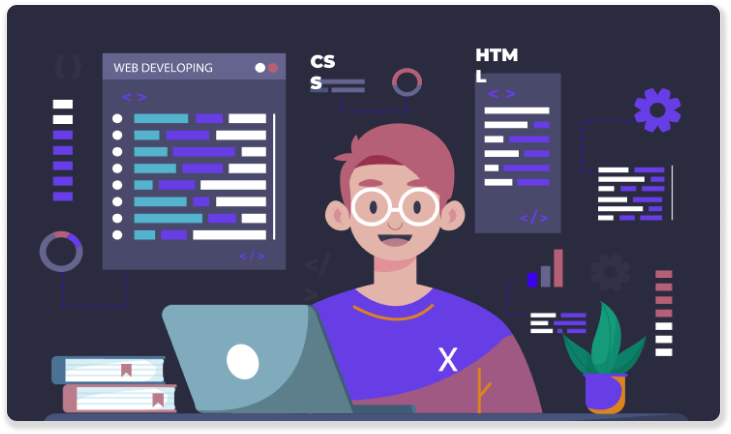 { }
WEB DEVELOPING
< >
</>
CS
S
HTM
L
< >
</>
</
>
X